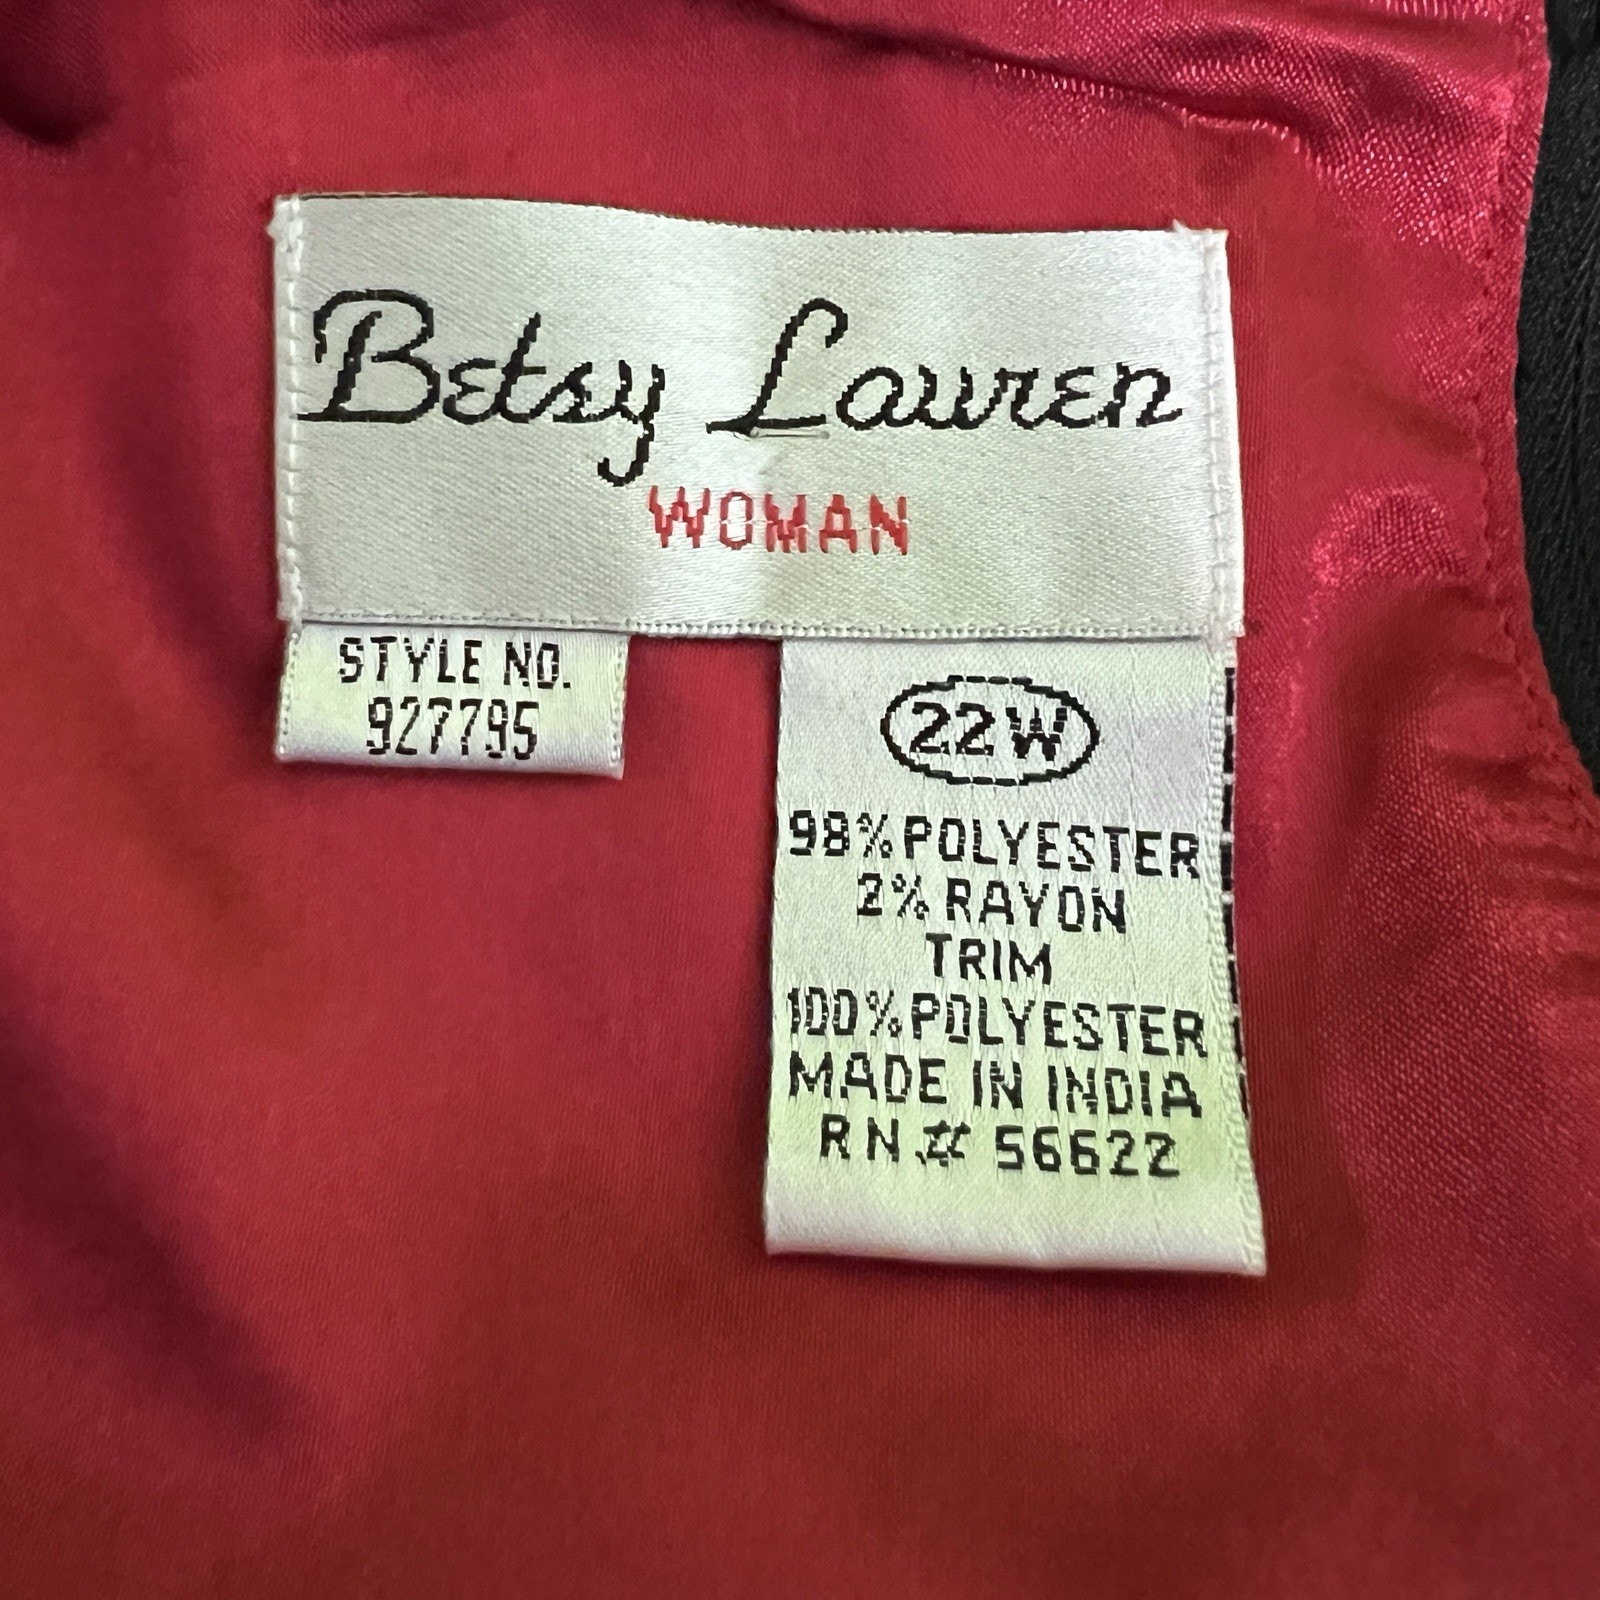 Betsy Lauren
WOMAN
STYLE NO.
927795
22W
98% POLYESTER
2% RAYON
TRIM
100% POLYESTER
MADE IN INDIA
RN# 56622